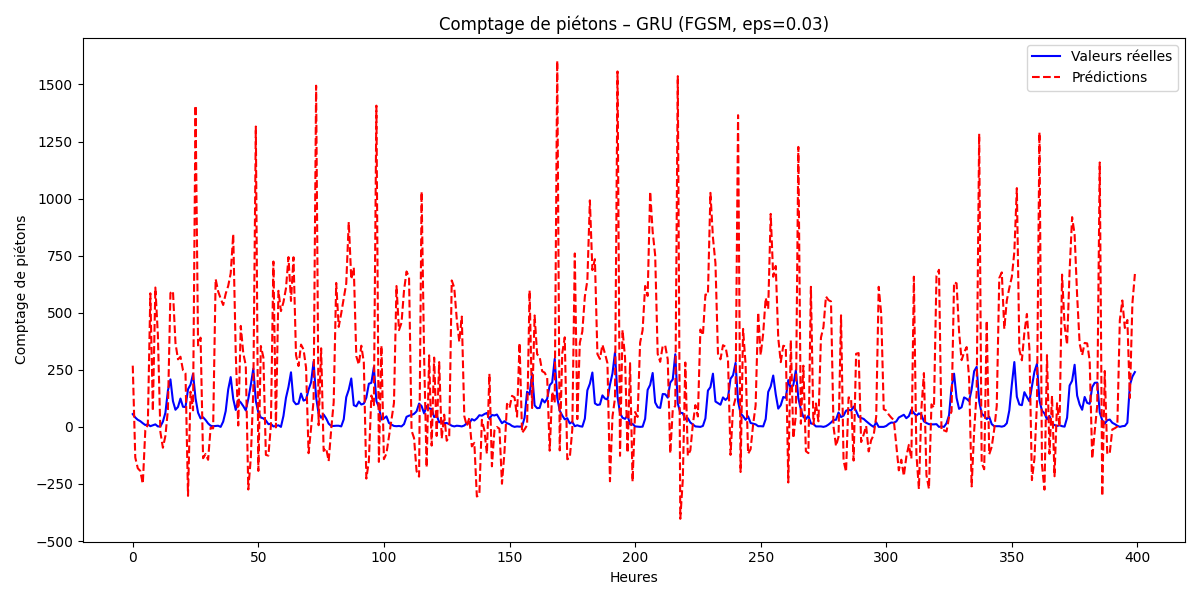 Comptage de piétons – GRU (FGSM, eps=0.03)
Valeurs réelles
Prédictions
Comptage de piétons
1500
1250
1000
750
500
250
0
−250
−500
0 50 100 150 200 250 300 350 400
Heures